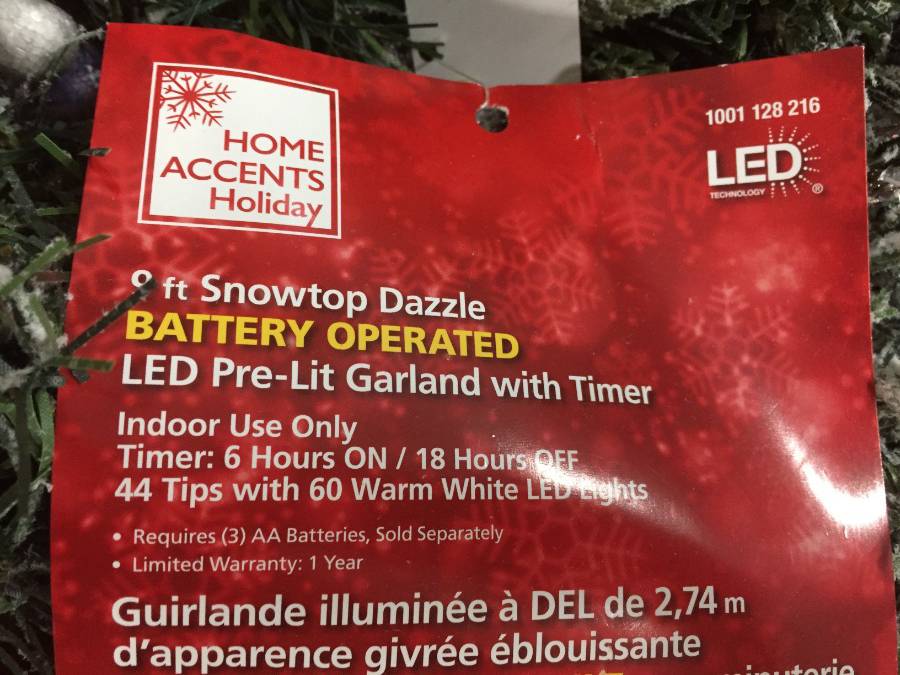 HOME
ACCENTS
Holiday
1001 128 216
LED
TECHNOLOGY
®
9 ft Snowtop Dazzle
BATTERY OPERATED
LED Pre-Lit Garland with Timer
Indoor Use Only
Timer: 6 Hours ON / 18 Hours OFF
44 Tips with 60 Warm White LED Lights
• Requires (3) AA Batteries, Sold Separately
• Limited Warranty: 1 Year
Guirlande illuminée à DEL de 2,74 m
d’apparence givrée éblouissante
minuterie